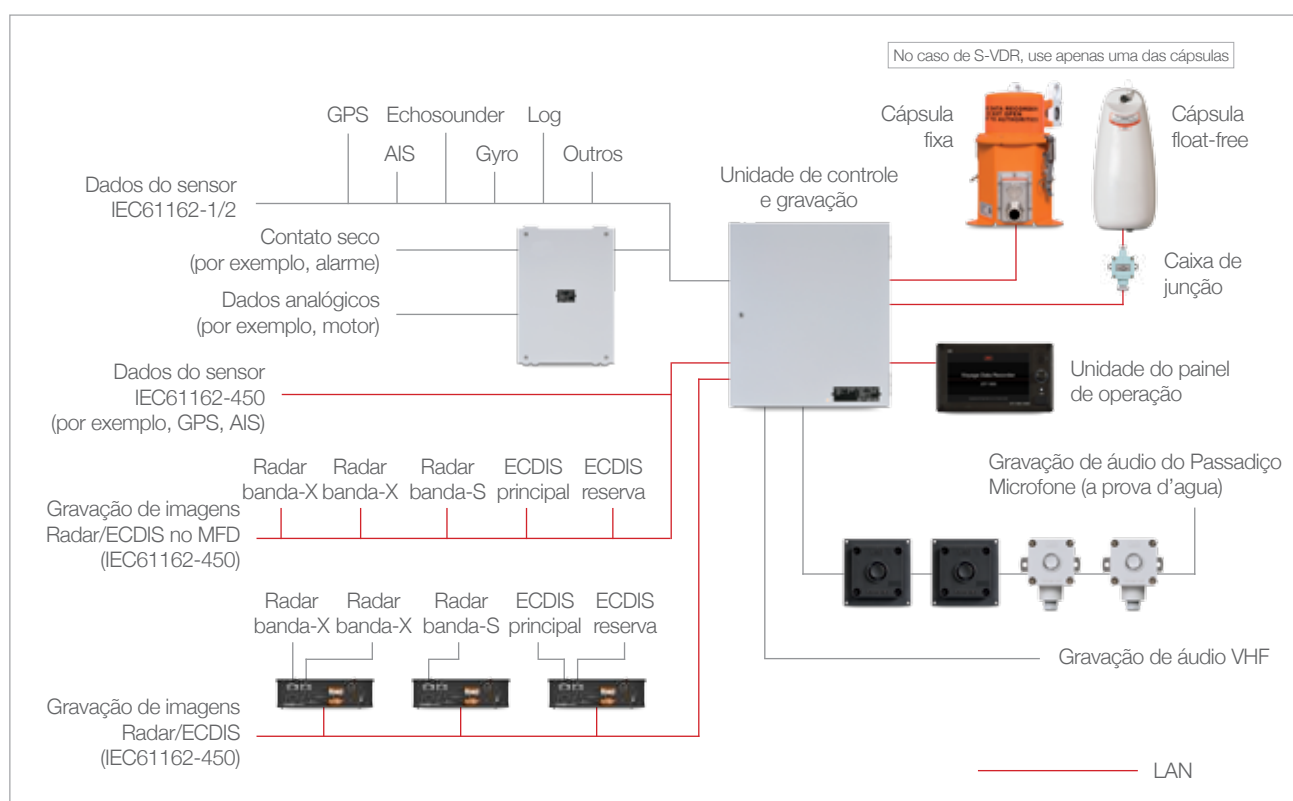 No caso de S-VDR, use apenas uma das cápsulas
Cápsula
fixa
Cápsula
float-free
GPS
Echosounder
Log
AIS
Gyro
Outros
Dados do sensor
IEC61162-1/2
Unidade de controle
e gravação
Contato seco
(por exemplo, alarme)
Caixa de
junção
Dados analógicos
(por exemplo, motor)
Dados do sensor
IEC61162-450
(por exemplo, GPS, AIS)
Voyage Data Recorder
Unidade do painel
de operação
Radar
banda-X
Radar
banda-X
Radar
banda-S
ECDIS
principal
ECDIS
reserva
Gravação de imagens
Radar/ECDIS no MFD
(IEC61162-450)
Gravação de áudio do Passadiço
Microfone (a prova d’agua)
Radar
banda-X
Radar
banda-X
Radar
banda-S
ECDIS
principal
ECDIS
reserva
Gravação de áudio VHF
Gravação de imagens
Radar/ECDIS
(IEC61162-450)
LAN